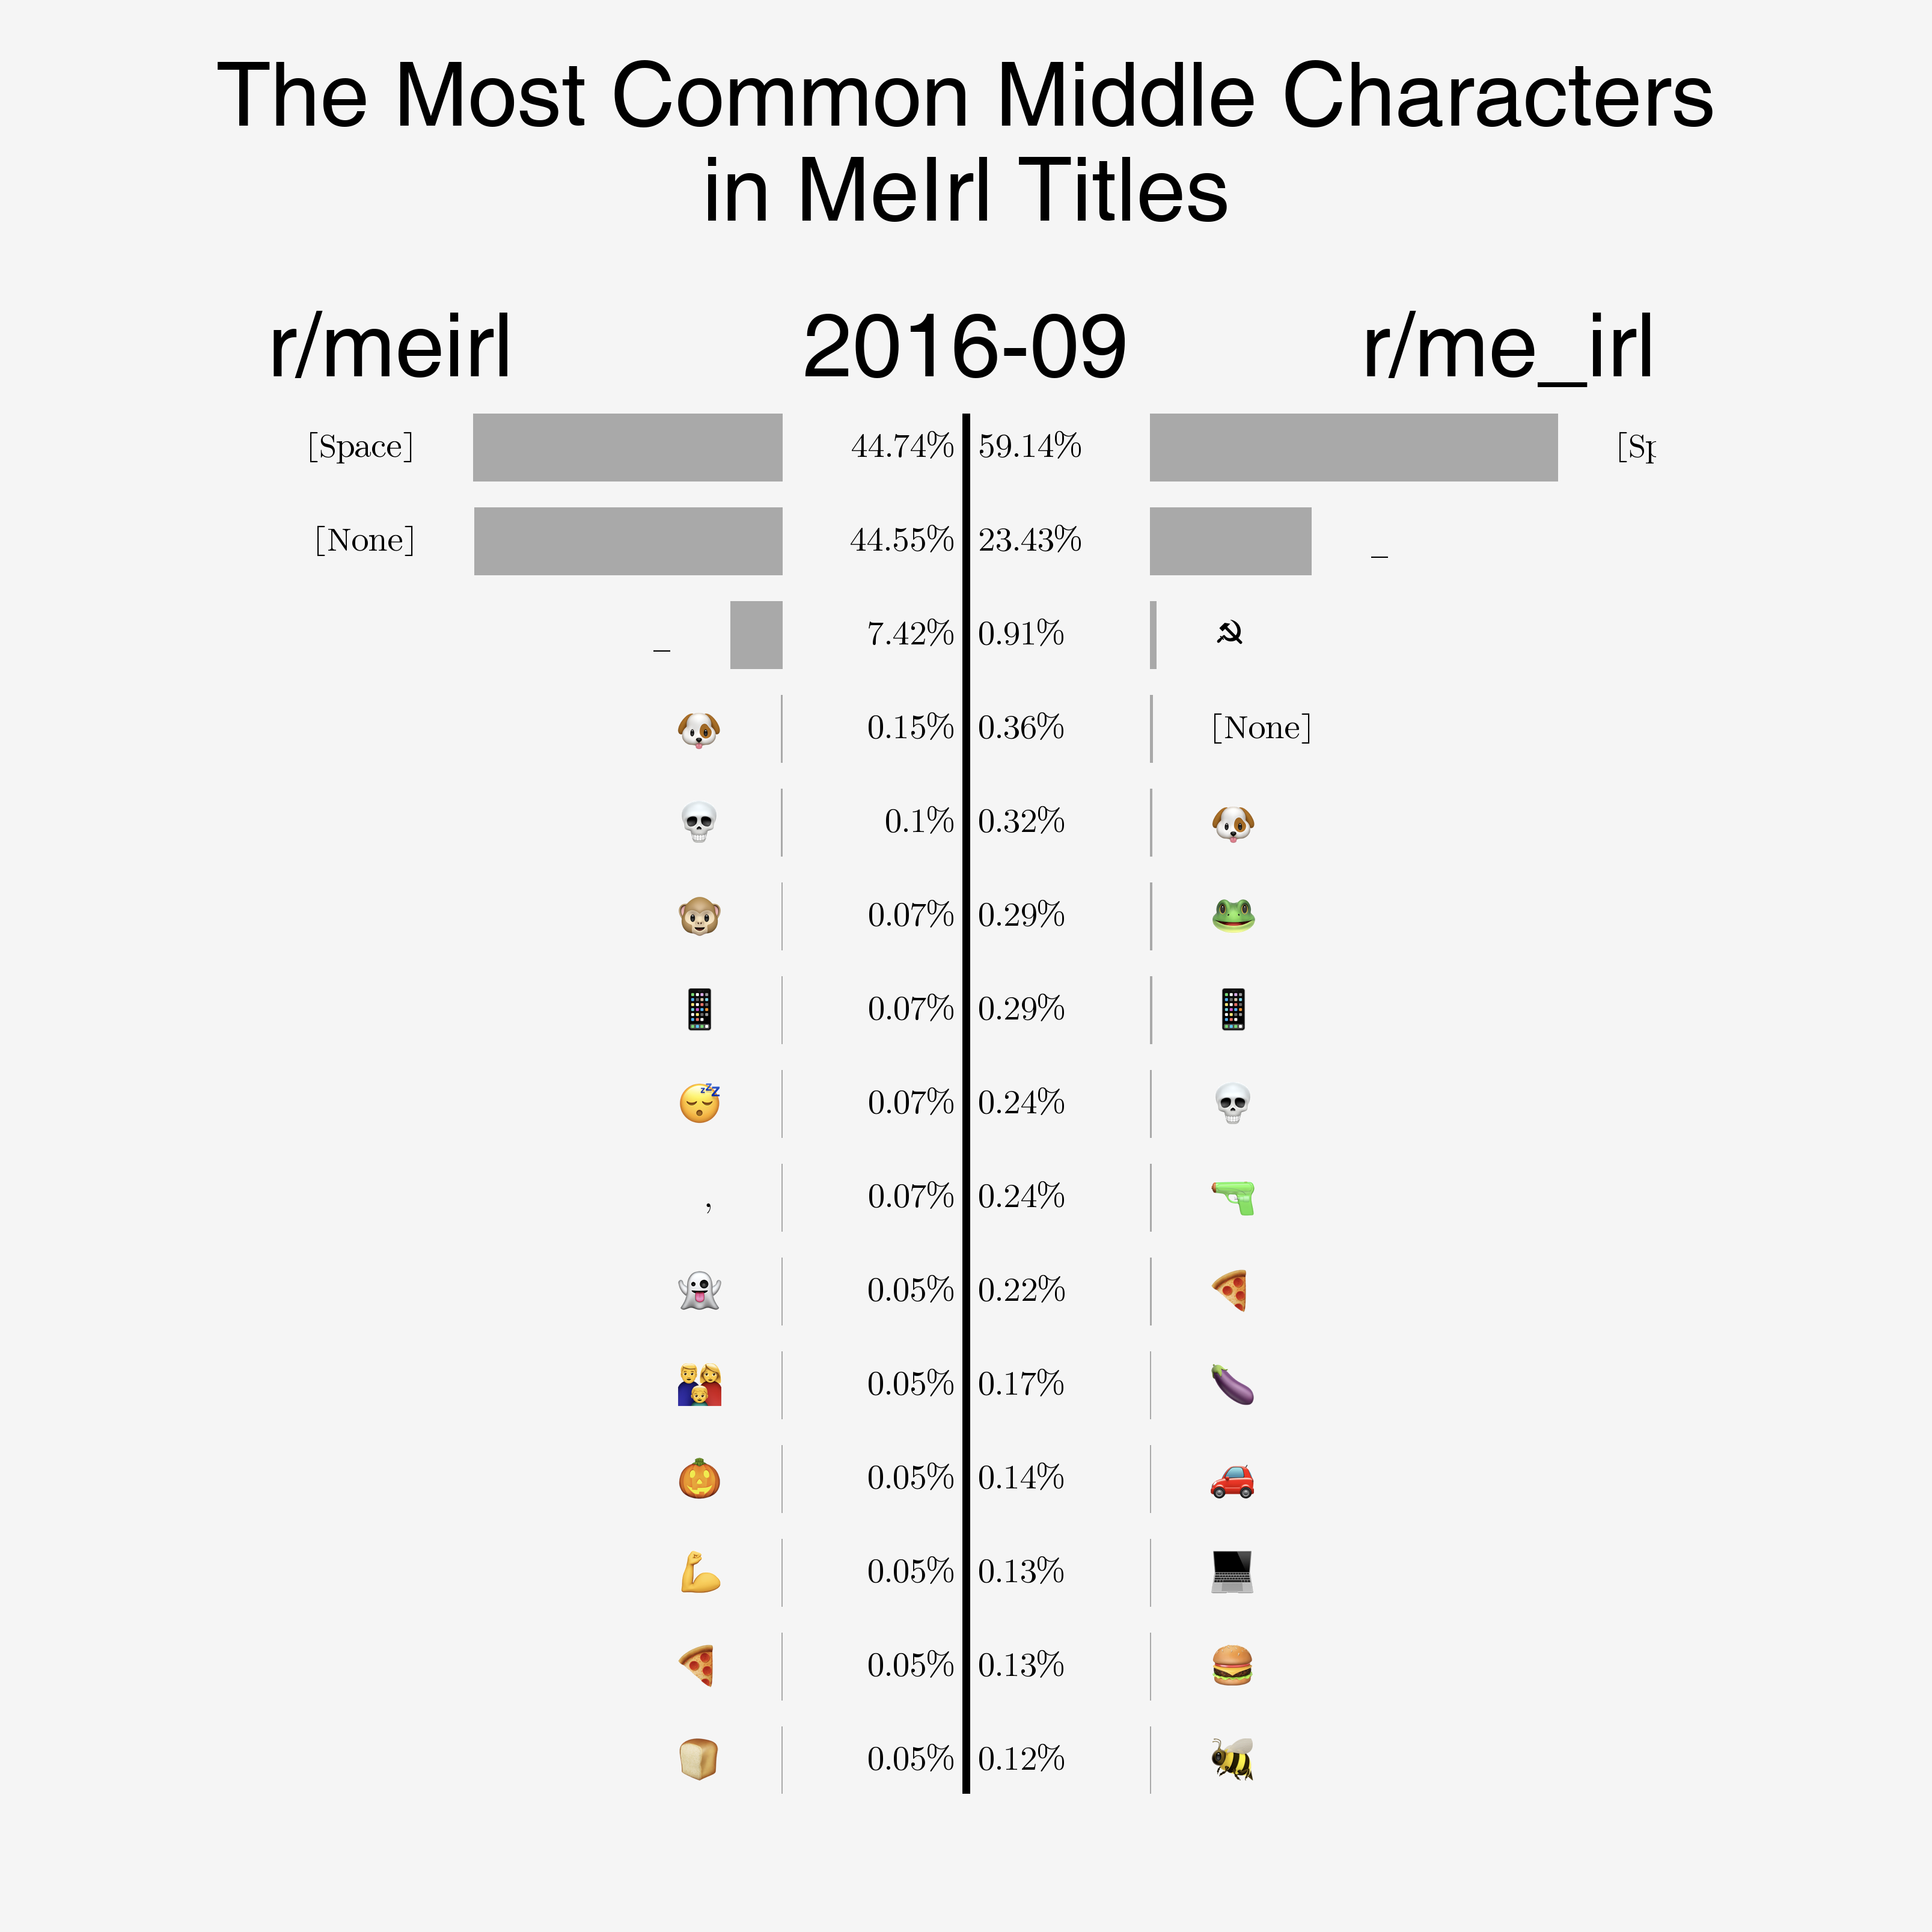 The Most Common Middle Characters
in MeIrl Titles
r/meirl 2016-09 r/me_irl
[Space] 44.74% 59.14% [Sp
[None] 44.55% 23.43% _
_ 7.42% 0.91% ☭
🐶 0.15% 0.36% [None]
💀 0.1% 0.32% 🐶
🐵 0.07% 0.29% 🐸
📱 0.07% 0.29% 📱
😴 0.07% 0.24% 💀
, 0.07% 0.24% 🔫
👻 0.05% 0.22% 🍕
👪 0.05% 0.17% 🍆
🎃 0.05% 0.14% 🚗
💪 0.05% 0.13% 💻
🍕 0.05% 0.13% 🍔
🍞 0.05% 0.12% 🐝